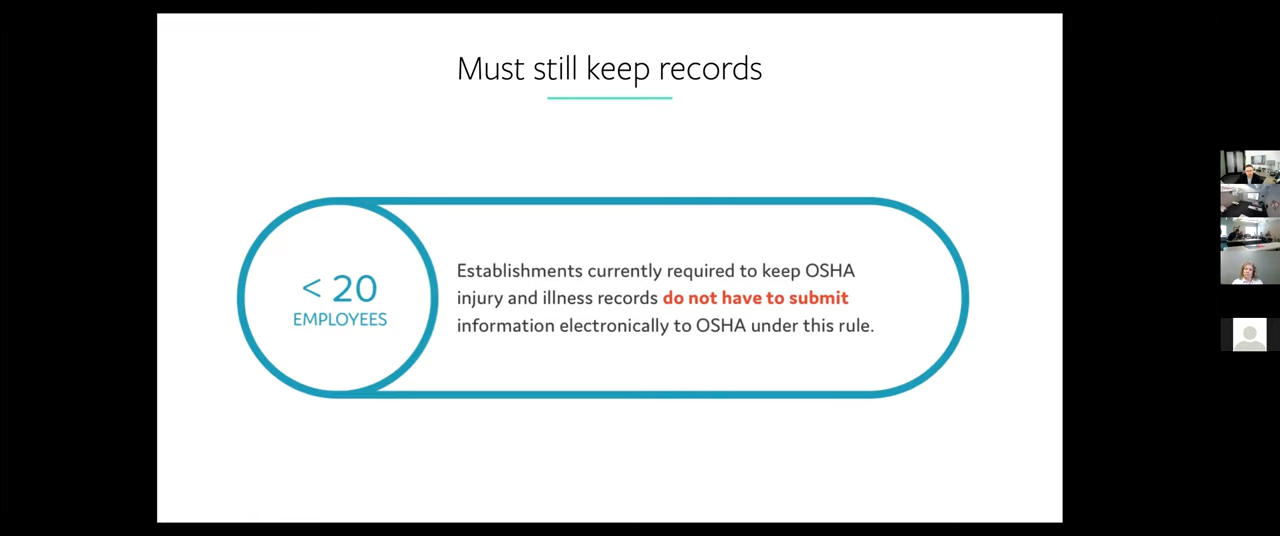 Must still keep records
< 20
EMPLOYEES
Establishments currently required to keep OSHA
injury and illness records do not have to submit
information electronically to OSHA under this rule.